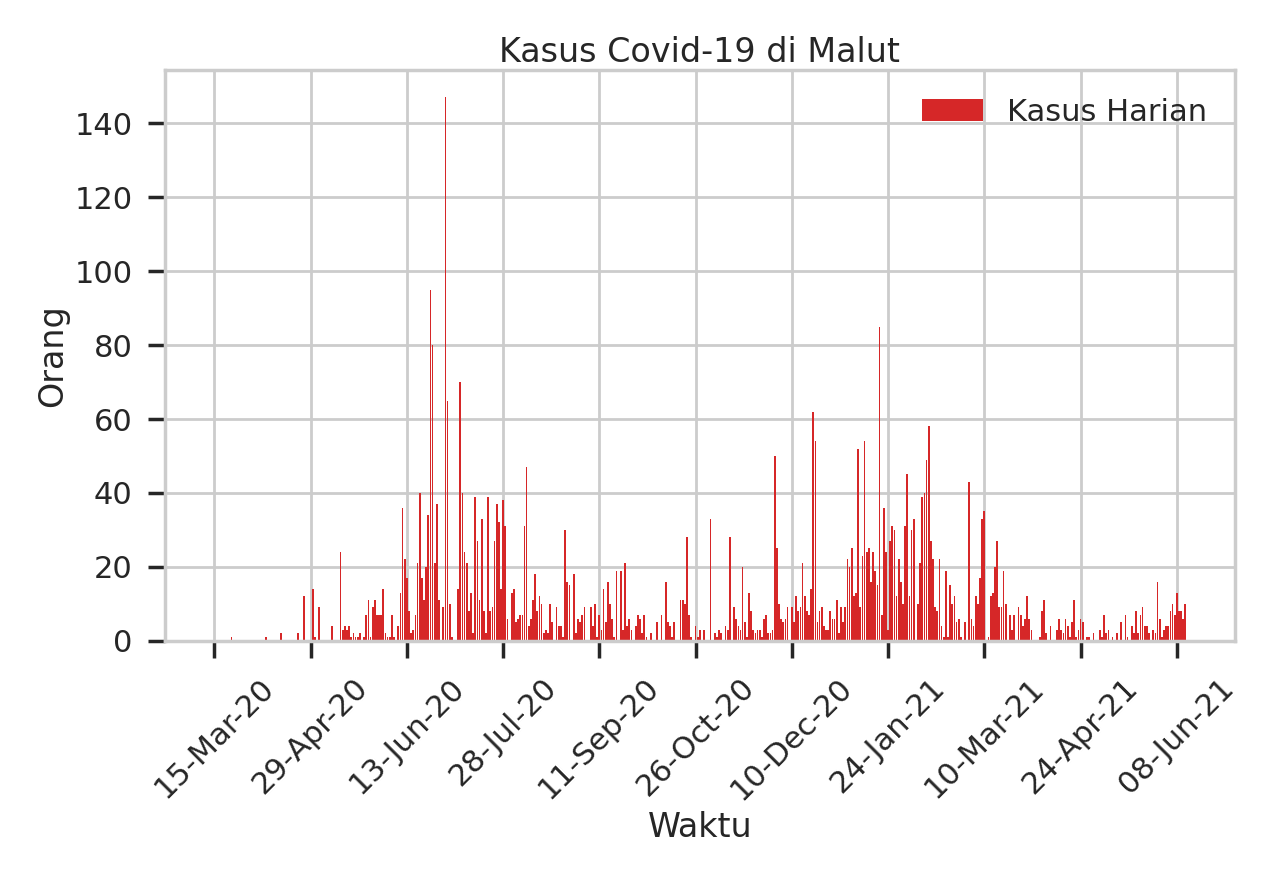 Kasus Covid-19 di Malut
Kasus Harian
140
120
100
80
60
40
20
0
Orang
15-Mar-20
29-Apr-20
13-Jun-20
28-Jul-20
11-Sep-20
26-Oct-20
10-Dec-20
24-Jan-21
10-Mar-21
24-Apr-21
08-Jun-21
Waktu